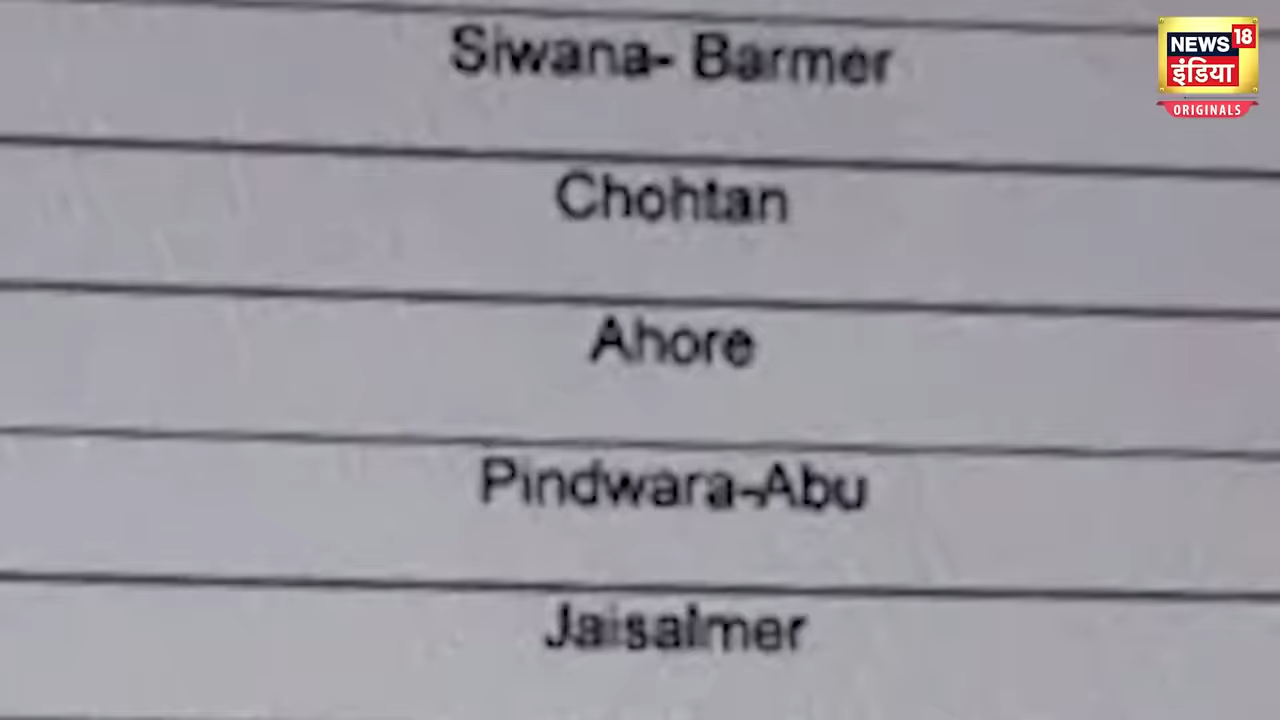 Siwana- Barmer
NEWS 18
इंडिया
ORIGINALS
Chohtan
Ahore
Pindwara-Abu
Jaisalmer